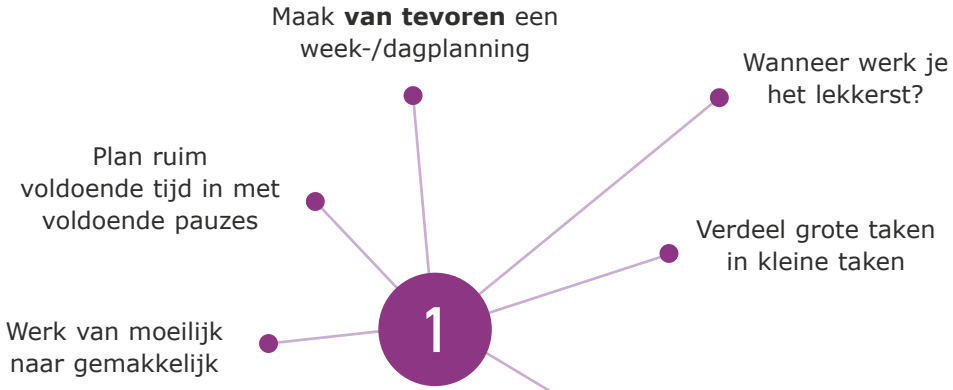 Maak van tevoren een
week-/dagplanning
Wanneer werk je
het lekkerst?
Plan ruim
voldoende tijd in met
voldoende pauzes
Verdeel grote taken
in kleine taken
1
Werk van moeilijk
naar gemakkelijk